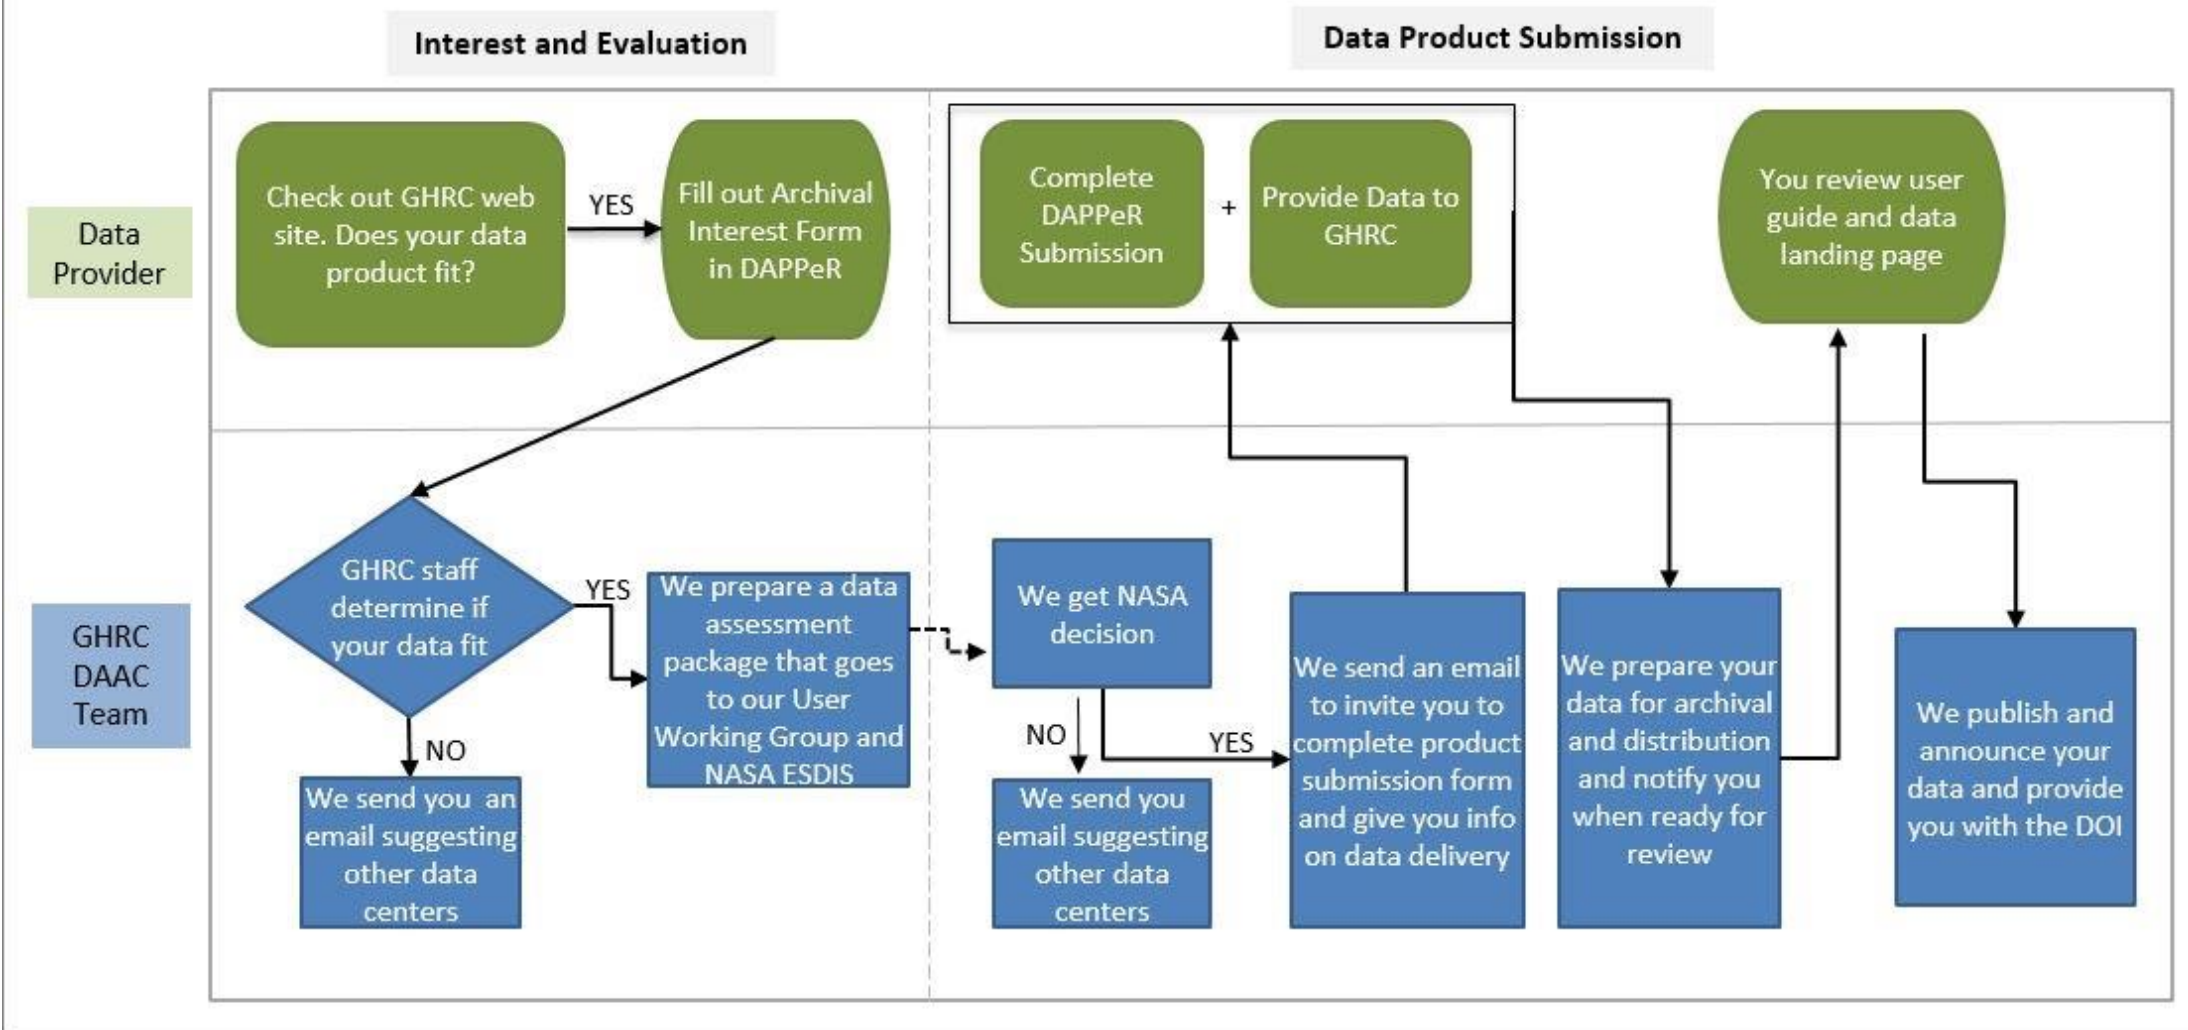 Interest and Evaluation
Data Product Submission
Data
Provider
Check out GHRC web
site. Does your data
product fit?
YES
Fill out Archival
Interest Form
in DAPPeR
Complete
DAPPeR
Submission
+
Provide Data to
GHRC
You review user
guide and data
landing page
GHRC
DAAC
Team
GHRC staff
determine if
your data fit
YES
NO
We send you an
email suggesting
other data
centers
We prepare a data
assessment
package that goes
to our User
Working Group and
NASA ESDIS
We get NASA
decision
NO
YES
We send you
email suggesting
other data
centers
We send an email
to invite you to
complete product
submission form
and give you info
on data delivery
We prepare your
data for archival
and distribution
and notify you
when ready for
review
We publish and
announce your
data and provide
you with the DOI